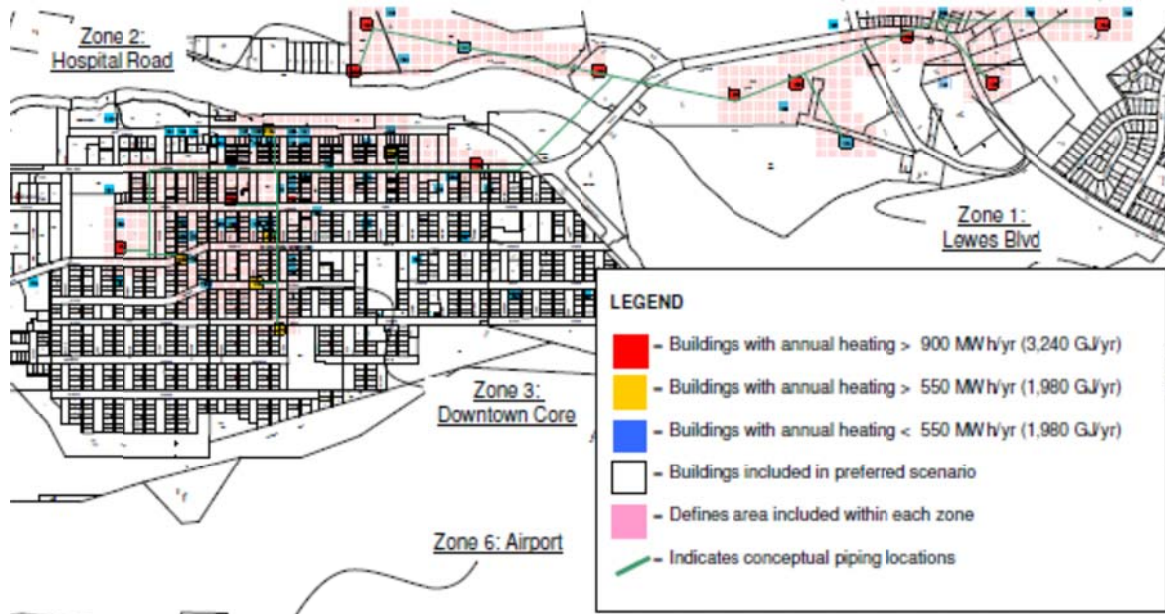 Zone 2:
Hospital Road
Zone 1:
Lewes Blvd
Zone 3:
Downtown Core
Zone 6: Airport
LEGEND
= Buildings with annual heating > 900 MWh/yr (3,240 GJ/yr)
= Buildings with annual heating > 550 MWh/yr (1,980 GJ/yr)
= Buildings with annual heating < 550 MWh/yr (1,980 GJ/yr)
= Buildings included in preferred scenario
= Defines area included within each zone
= Indicates conceptual piping locations